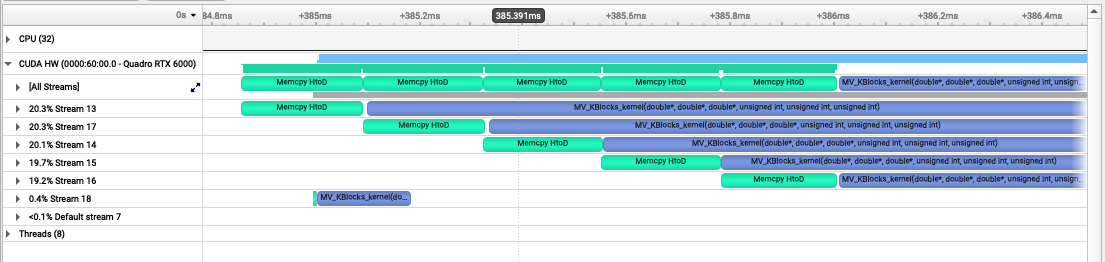 0s 84.8ms +385ms +385.2ms 385.391ms +385.6ms +385.8ms +386ms +386.2ms +386.4ms
CPU (32)
CUDA HW (0000:60:00.0 - Quadro RTX 6000)
[All Streams] Memcpy HtoD Memcpy HtoD Memcpy HtoD Memcpy HtoD Memcpy HtoD MV_KBlocks_kernel(double*, double*, double*, unsigned int, unsign...
20.3% Stream 13 Memcpy HtoD MV_KBlocks_kernel(double*, double*, double*, unsigned int, unsigned int, unsigned int)
20.3% Stream 17 Memcpy HtoD MV_KBlocks_kernel(double*, double*, double*, unsigned int, unsigned int, unsigned int)
20.1% Stream 14 Memcpy HtoD MV_KBlocks_kernel(double*, double*, double*, unsigned int, unsigned int, unsigned int)
19.7% Stream 15 Memcpy HtoD MV_KBlocks_kernel(double*, double*, double*, unsigned int, unsigned int, unsigned int)
19.2% Stream 16 Memcpy HtoD MV_KBlocks_kernel(double*, double*, double*, unsigned int, unsign...
0.4% Stream 18 MV_KBlocks_kernel(do...
<0.1% Default stream 7
Threads (8)